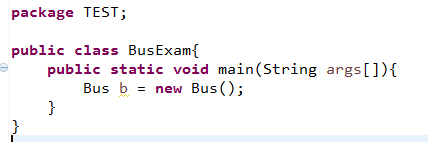 package TEST;
public class BusExam{
public static void main(String args[]){
Bus b = new Bus();
}
}